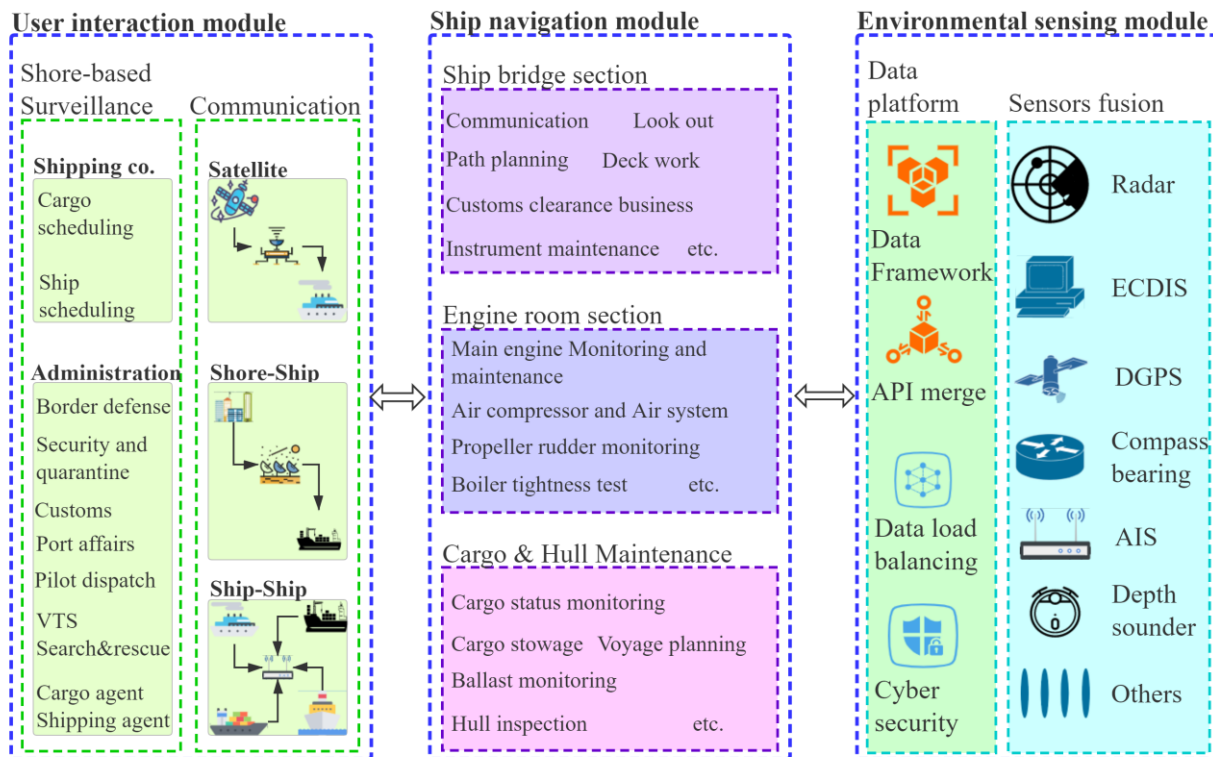 User interaction module
Shore-based
Surveillance
Communication
Shipping co.
Cargo
scheduling
Ship
scheduling
Administration
Border defense
Security and
quarantine
Customs
Port affairs
Pilot dispatch
VTS
Search&rescue
Cargo agent
Shipping agent
Satellite
Shore-Ship
Ship-Ship
Ship navigation module
Ship bridge section
Communication Look out
Path planning Deck work
Customs clearance business
Instrument maintenance etc.
Engine room section
Main engine Monitoring and
maintenance
Air compressor and Air system
Propeller rudder monitoring
Boiler tightness test etc.
Cargo & Hull Maintenance
Cargo status monitoring
Cargo stowage Voyage planning
Ballast monitoring
Hull inspection etc.
Environmental sensing module
Data
platform
Data
Framework
API merge
Data load
balancing
Cyber
security
Sensors fusion
Radar
ECDIS
DGPS
Compass
bearing
AIS
Depth
sounder
Others